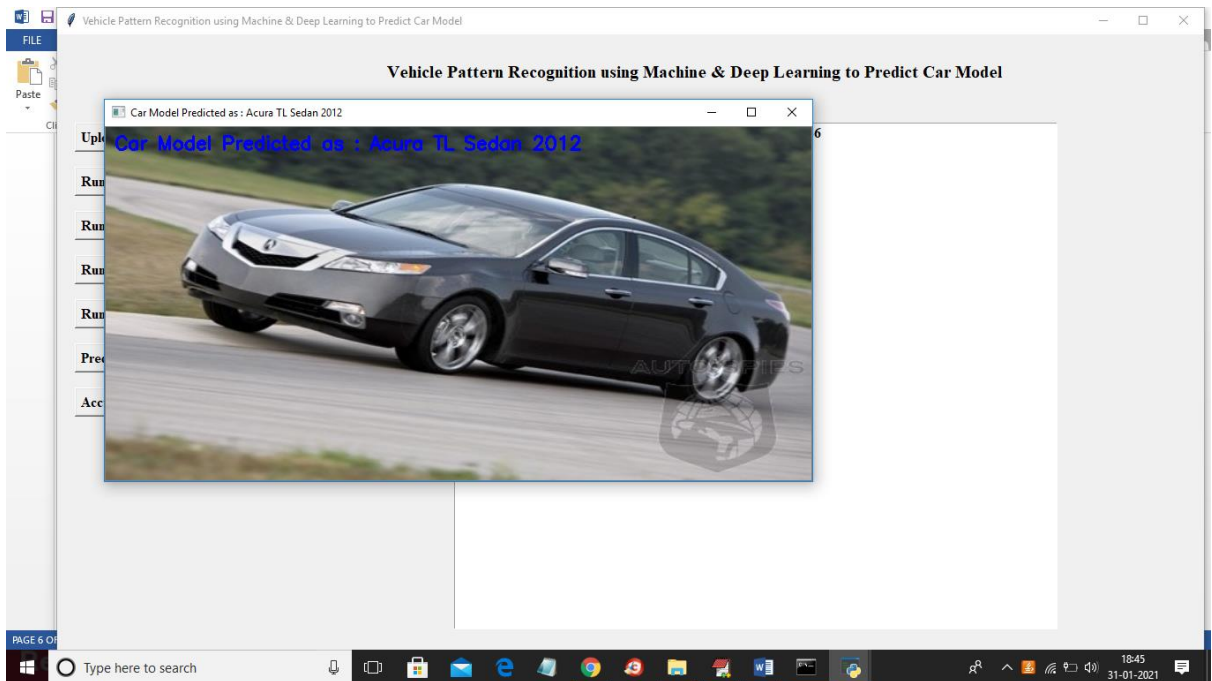 Vehicle Pattern Recognition using Machine & Deep Learning to Predict Car Model
FILE
Vehicle Pattern Recognition using Machine & Deep Learning to Predict Car Model
Paste
Car Model Predicted as : Acura TL Sedan 2012
6
Car Model Predicted as : Acura TL Sedan 2012
Run
Run
Run
Run
AUTOSPIES
PAGE 6 OF
Type here to search
18:45
31-01-2021